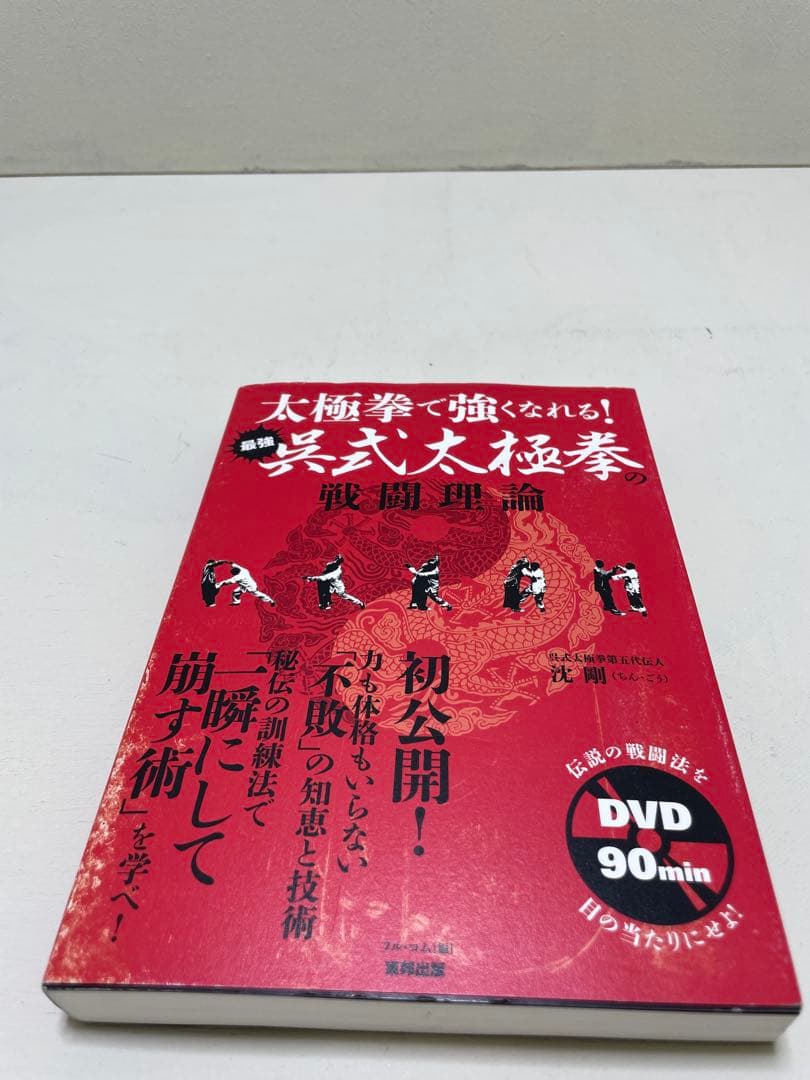 太極拳で強くなれる！
最強
呉式太極拳の
戦闘理論
呉式太極拳第五代伝人
沈 剛（ちん・ごう）
初公開！
力も体格もいらない
「不敗」の知恵と技術
秘伝の訓練法で
「一瞬にして
崩す術」を学べ！
伝説の戦闘法を
DVD
90min
目の当たりにせよ！
フル・コム［編］
東邦出版